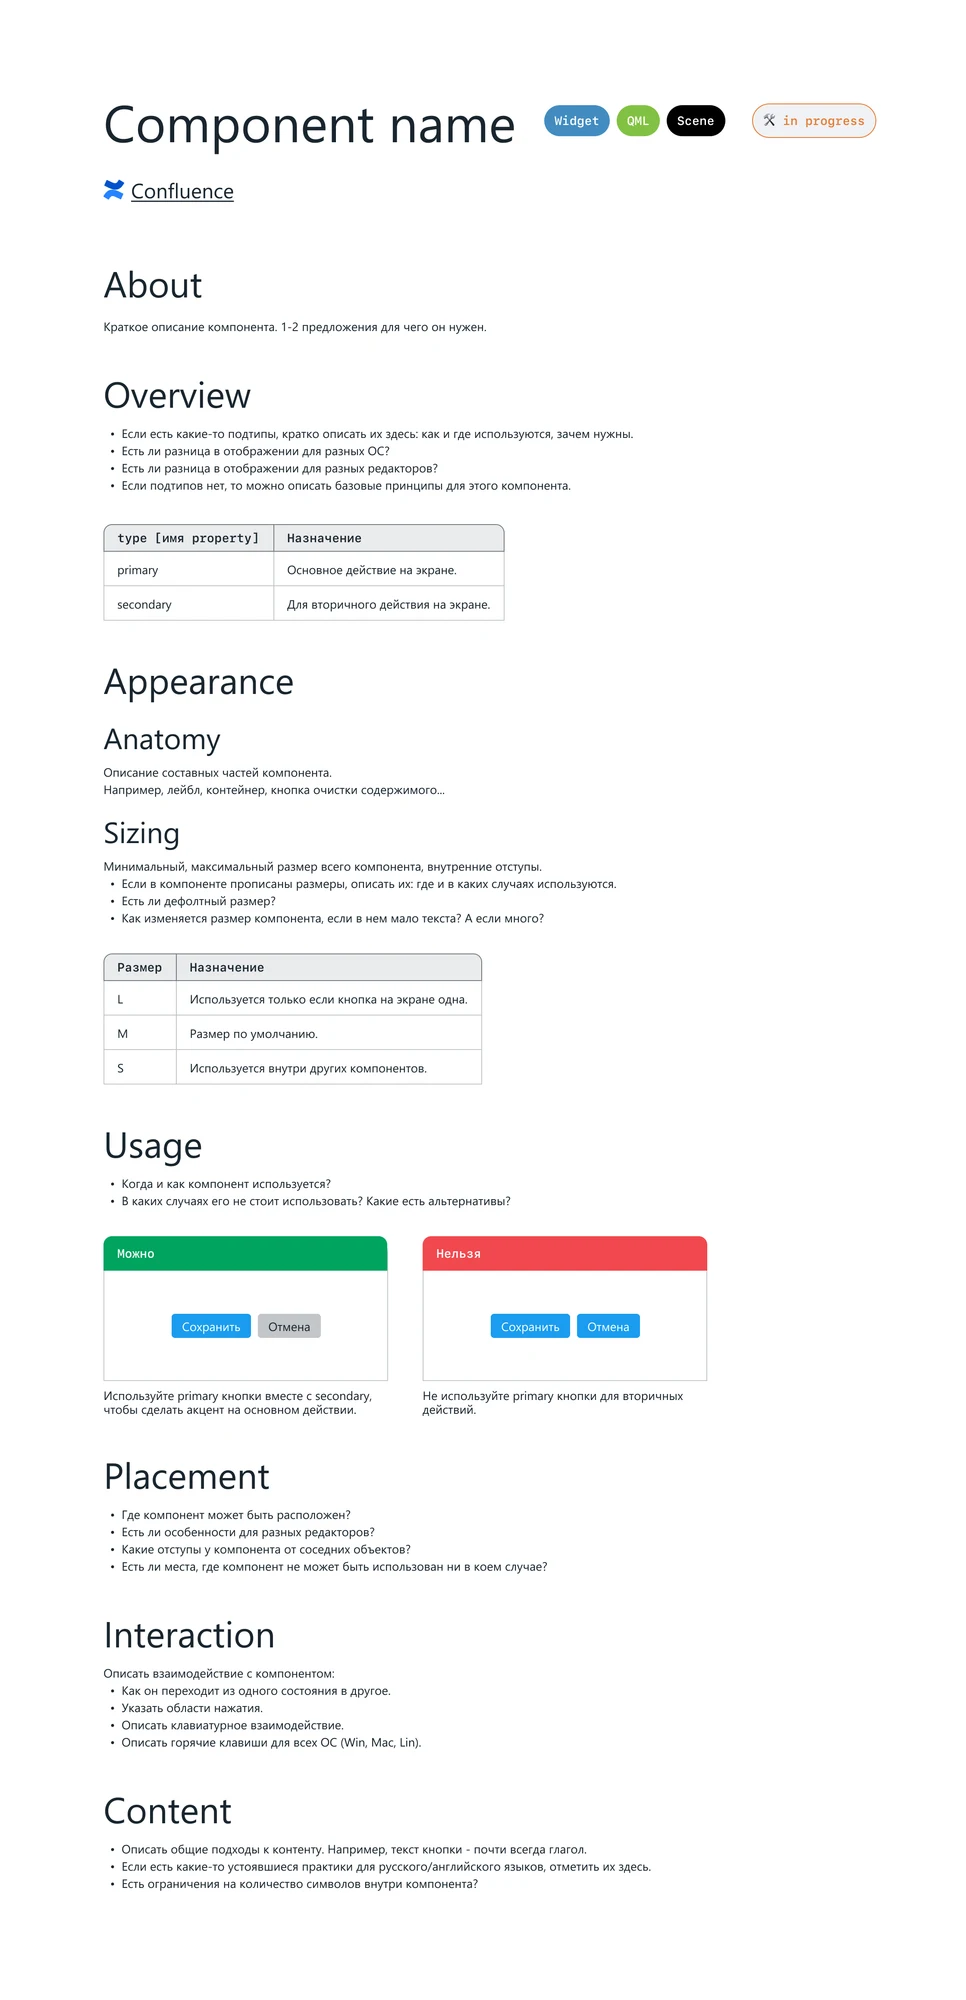 Component name Widget QML Scene in progress
Confluence
About
Краткое описание компонента. 1-2 предложения для чего он нужен.
Overview
• Если есть какие-то подтипы, кратко описать их здесь: как и где используются, зачем нужны.
• Есть ли разница в отображении для разных ОС?
• Есть ли разница в отображении для разных редакторов?
• Если подтипов нет, то можно описать базовые принципы для этого компонента.
type [имя property] Назначение
primary Основное действие на экране.
secondary Для вторичного действия на экране.
Appearance
Anatomy
Описание составных частей компонента.
Например, лейбл, контейнер, кнопка очистки содержимого...
Sizing
Минимальный, максимальный размер всего компонента, внутренние отступы.
• Если в компоненте прописаны размеры, описать их: где и в каких случаях используются.
• Есть ли дефолтный размер?
• Как изменяется размер компонента, если в нем мало текста? А если много?
Размер Назначение
L Используется только если кнопка на экране одна.
M Размер по умолчанию.
S Используется внутри других компонентов.
Usage
• Когда и как компонент используется?
• В каких случаях его не стоит использовать? Какие есть альтернативы?
Можно
Сохранить Отмена
Используйте primary кнопки вместе с secondary,
чтобы сделать акцент на основном действии.
Нельзя
Сохранить Отмена
Не используйте primary кнопки для вторичных
действий.
Placement
• Где компонент может быть расположен?
• Есть ли особенности для разных редакторов?
• Какие отступы у компонента от соседних объектов?
• Есть ли места, где компонент не может быть использован ни в коем случае?
Interaction
Описать взаимодействие с компонентом:
• Как он переходит из одного состояния в другое.
• Указать области нажатия.
• Описать клавиатурное взаимодействие.
• Описать горячие клавиши для всех ОС (Win, Mac, Lin).
Content
• Описать общие подходы к контенту. Например, текст кнопки - почти всегда глагол.
• Если есть какие-то устоявшиеся практики для русского/английского языков, отметить их здесь.
• Есть ограничения на количество символов внутри компонента?